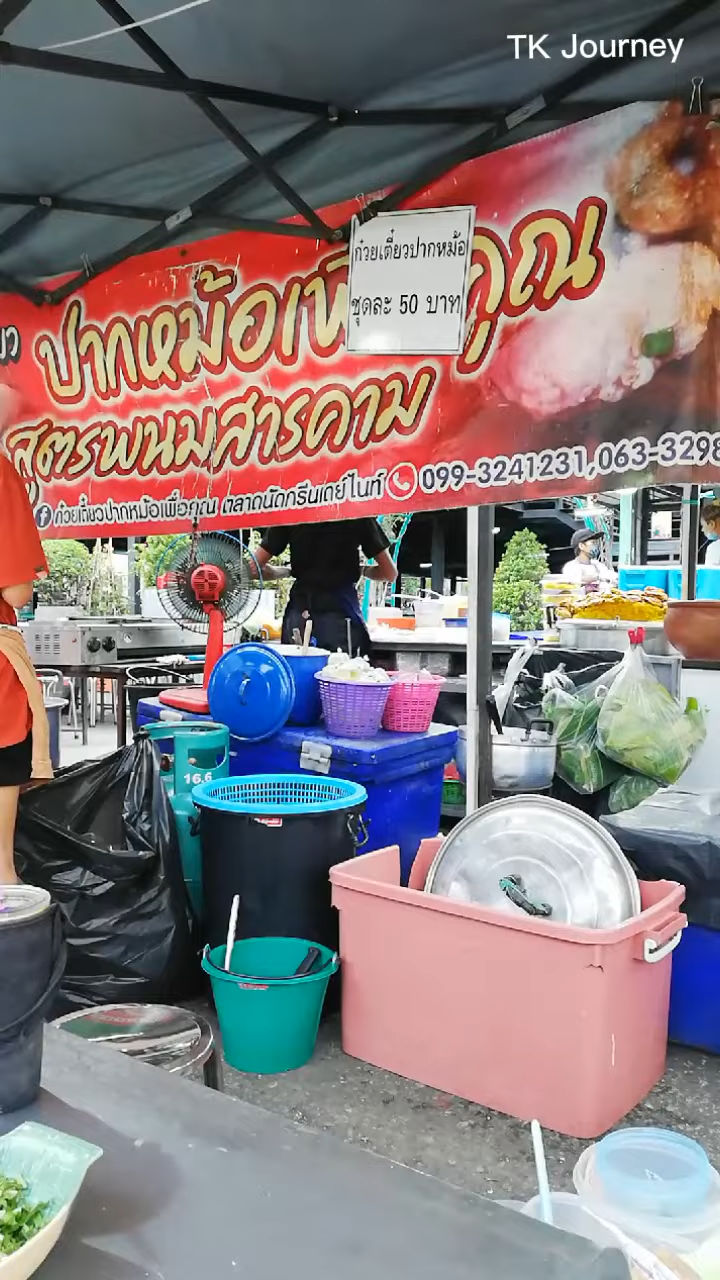 TK Journey
ก๋วยเตี๋ยวปากหม้อ
ชุดละ 50 บาท
ปากหม้อเพื่อคุณ
สูตรพนมสารคาม
099-3241231,063-3298
ก๋วยเตี๋ยวปากหม้อเพื่อคุณ ตลาดนัดกรีนเดย์ไนท์
16.6